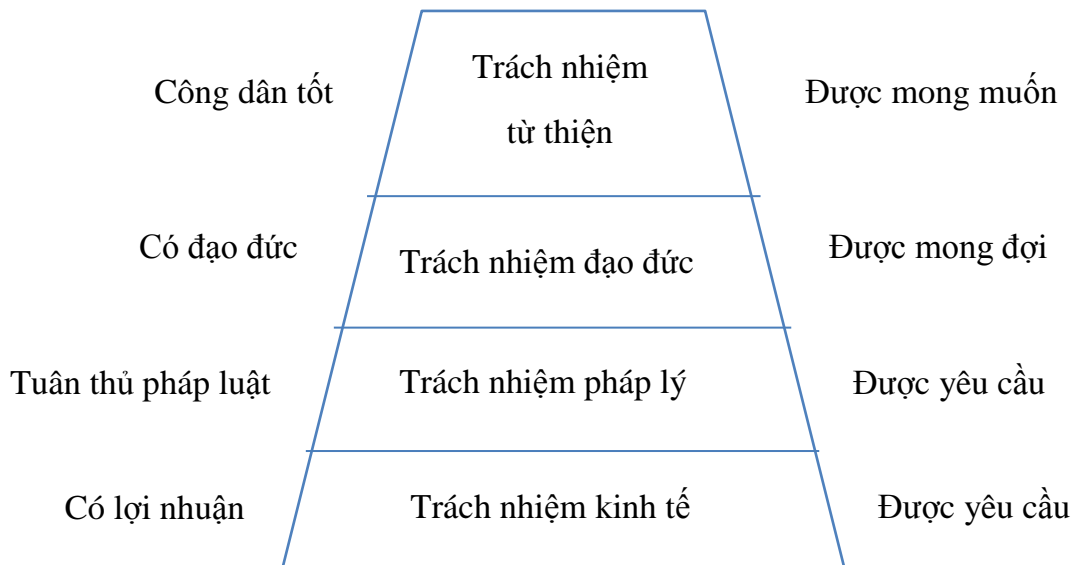 Trách nhiệm
từ thiện
Công dân tốt
Được mong muốn
Có đạo đức
Trách nhiệm đạo đức
Được mong đợi
Tuân thủ pháp luật
Trách nhiệm pháp lý
Được yêu cầu
Có lợi nhuận
Trách nhiệm kinh tế
Được yêu cầu